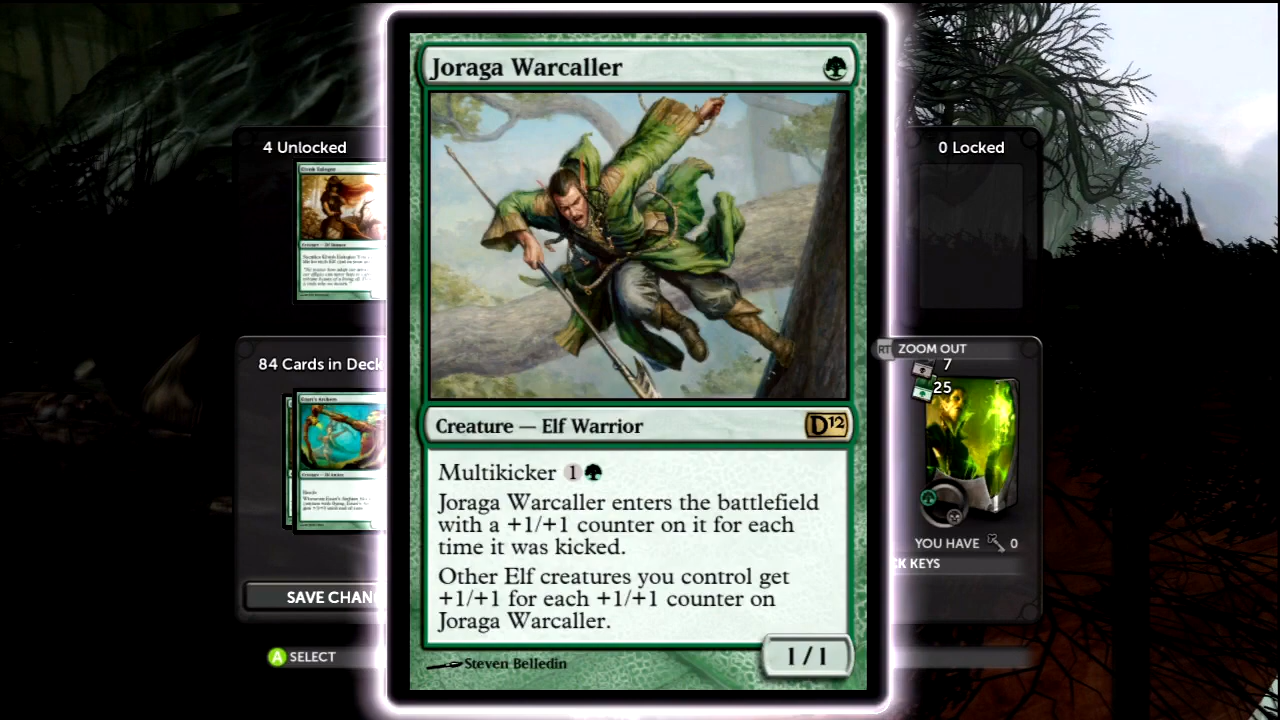 Joraga Warcaller
4 Unlocked
0 Locked
84 Cards in Deck
RT ZOOM OUT
7
25
Creature — Elf Warrior
D12
Multikicker 1
Joraga Warcaller enters the battlefield
with a +1/+1 counter on it for each
time it was kicked.
Other Elf creatures you control get
+1/+1 for each +1/+1 counter on
Joraga Warcaller.
YOU HAVE 0
CK KEYS
SAVE CHAN
A SELECT
Steven Belledin
1/1